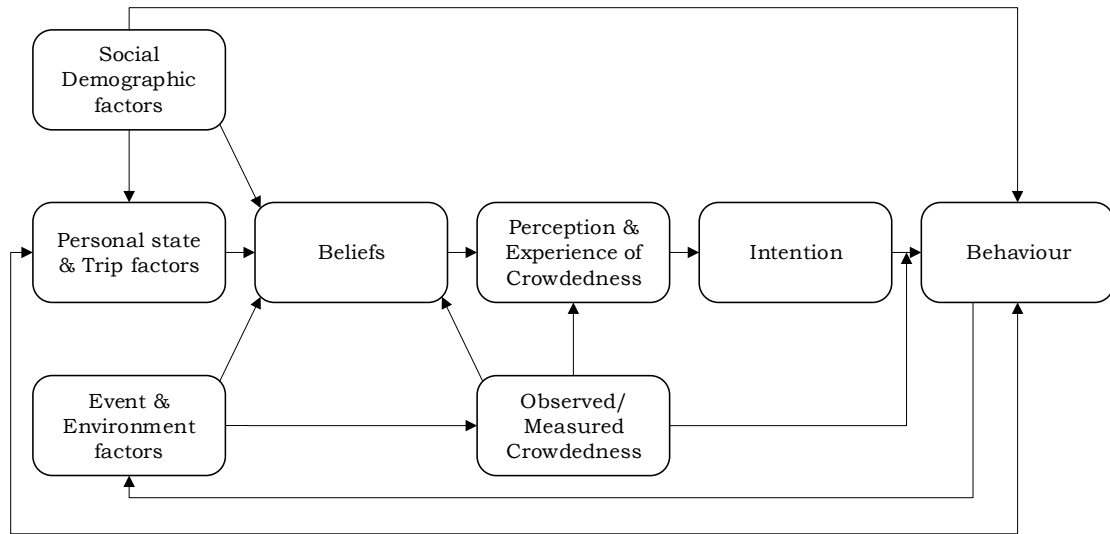 Social
Demographic
factors
Personal state
& Trip factors
Beliefs
Perception &
Experience of
Crowdedness
Intention
Behaviour
Event &
Environment
factors
Observed/
Measured
Crowdedness